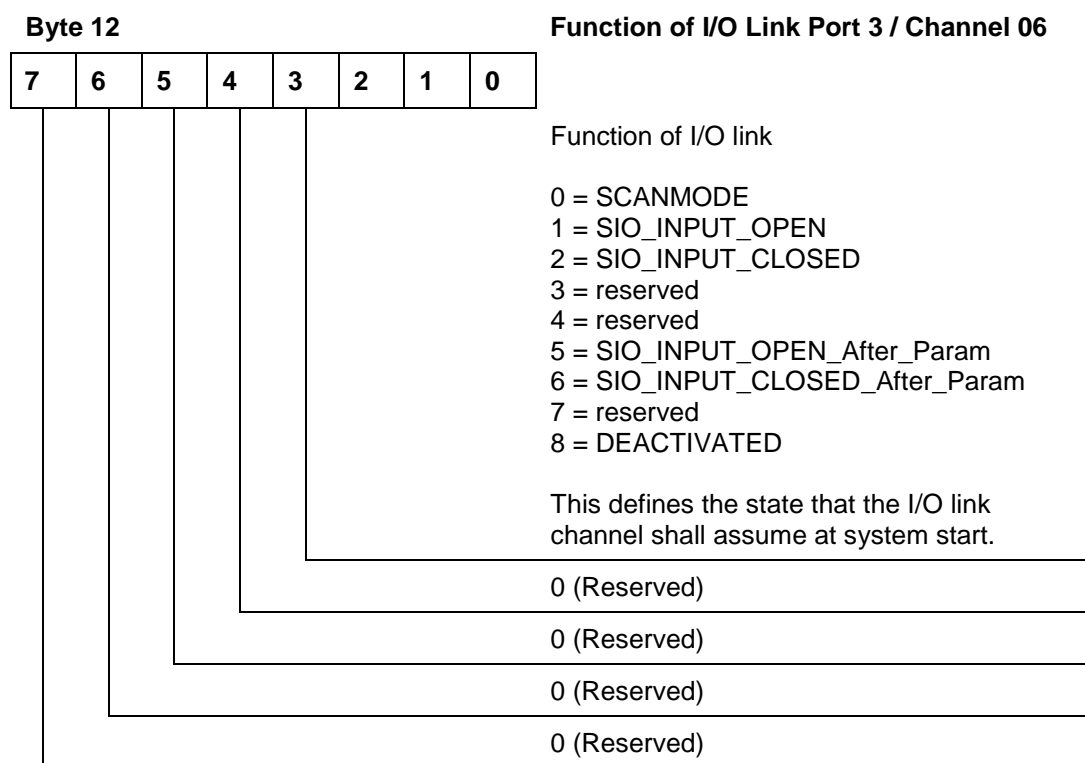 Byte 12
Function of I/O Link Port 3 / Channel 06
7 6 5 4 3 2 1 0
Function of I/O link
0 = SCANMODE
1 = SIO_INPUT_OPEN
2 = SIO_INPUT_CLOSED
3 = reserved
4 = reserved
5 = SIO_INPUT_OPEN_After_Param
6 = SIO_INPUT_CLOSED_After_Param
7 = reserved
8 = DEACTIVATED
This defines the state that the I/O link
channel shall assume at system start.
0 (Reserved)
0 (Reserved)
0 (Reserved)
0 (Reserved)